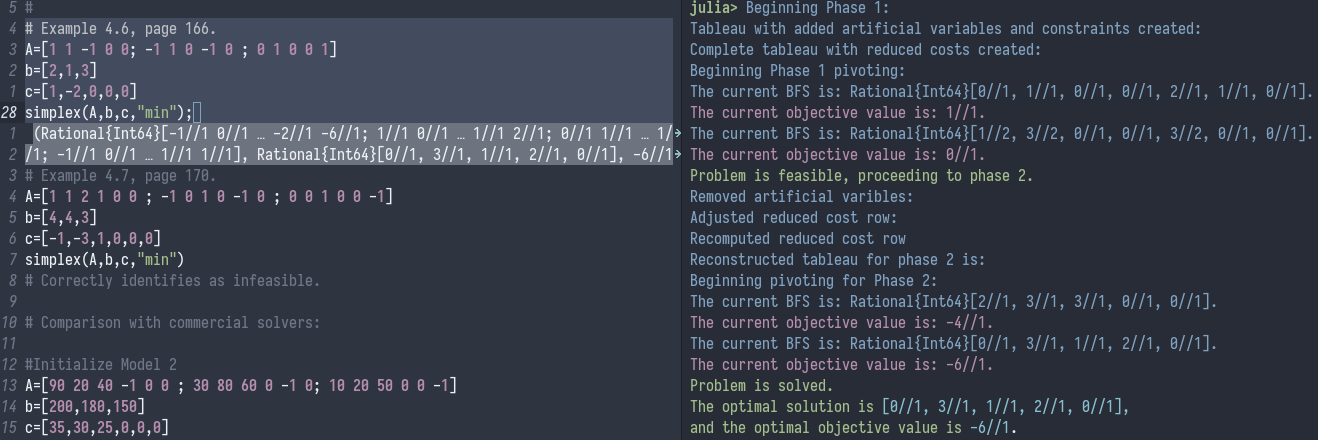 5 #
4 # Example 4.6, page 166.
3 A=[1 1 -1 0 0; -1 1 0 -1 0 ; 0 1 0 0 1]
2 b=[2,1,3]
1 c=[1,-2,0,0,0]
28 simplex(A,b,c,"min");
1 (Rational{Int64}[-1//1 0//1 … -2//1 -6//1; 1//1 0//1 … 1//1 2//1; 0//1 1//1 … 1/
2 /1; -1//1 0//1 … 1//1 1//1], Rational{Int64}[0//1, 3//1, 1//1, 2//1, 0//1], -6//1
3 # Example 4.7, page 170.
4 A=[1 1 2 1 0 0 ; -1 0 1 0 -1 0 ; 0 0 1 0 0 -1]
5 b=[4,4,3]
6 c=[-1,-3,1,0,0,0]
7 simplex(A,b,c,"min")
8 # Correctly identifies as infeasible.
9
10 # Comparison with commercial solvers:
11
12 #Initialize Model 2
13 A=[90 20 40 -1 0 0 ; 30 80 60 0 -1 0; 10 20 50 0 0 -1]
14 b=[200,180,150]
15 c=[35,30,25,0,0,0]
julia> Beginning Phase 1:
Tableau with added artificial variables and constraints created:
Complete tableau with reduced costs created:
Beginning Phase 1 pivoting:
The current BFS is: Rational{Int64}[0//1, 1//1, 0//1, 0//1, 2//1, 1//1, 0//1].
The current objective value is: 1//1.
The current BFS is: Rational{Int64}[1//2, 3//2, 0//1, 0//1, 3//2, 0//1, 0//1].
The current objective value is: 0//1.
Problem is feasible, proceeding to phase 2.
Removed artificial varibles:
Adjusted reduced cost row:
Recomputed reduced cost row
Reconstructed tableau for phase 2 is:
Beginning pivoting for Phase 2:
The current BFS is: Rational{Int64}[2//1, 3//1, 3//1, 0//1, 0//1].
The current objective value is: -4//1.
The current BFS is: Rational{Int64}[0//1, 3//1, 1//1, 2//1, 0//1].
The current objective value is: -6//1.
Problem is solved.
The optimal solution is [0//1, 3//1, 1//1, 2//1, 0//1],
and the optimal objective value is -6//1.